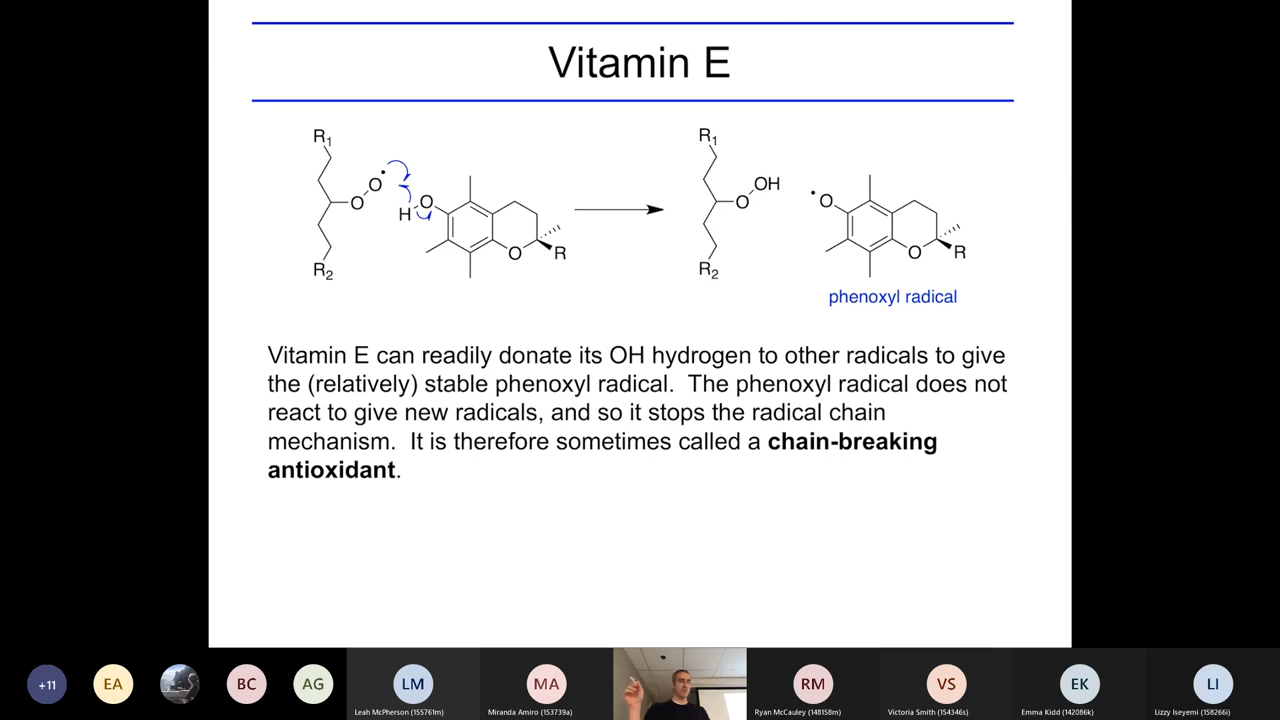 Vitamin E
R1
O
O
H
O
O
R
R2
R1
O
OH
O
O
R
R2
phenoxyl radical
Vitamin E can readily donate its OH hydrogen to other radicals to give
the (relatively) stable phenoxyl radical. The phenoxyl radical does not
react to give new radicals, and so it stops the radical chain
mechanism. It is therefore sometimes called a chain-breaking
antioxidant.
+11
EA
BC
AG
LM
MA
RM
VS
EK
LI
Leah McPherson (155761m)
Miranda Amiro (153739a)
Ryan McCauley (148158m)
Victoria Smith (154346s)
Emma Kidd (142086k)
Lizzy Iseyemi (158266i)